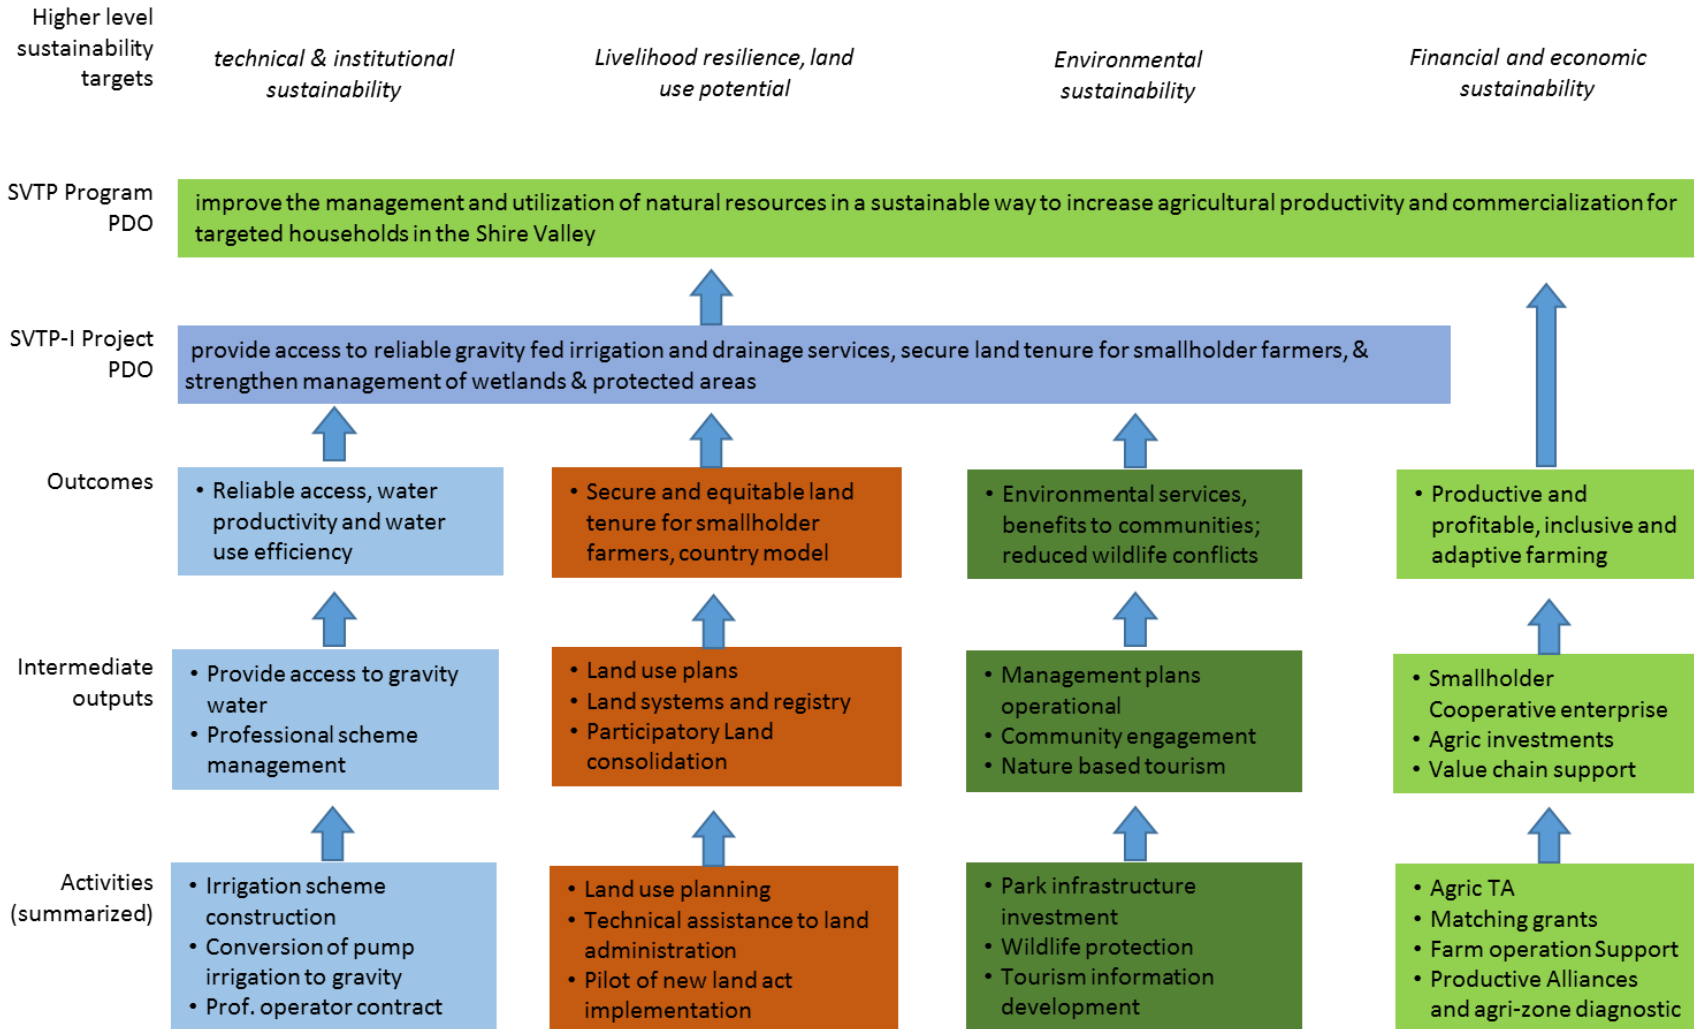 Higher level
sustainability
targets
technical & institutional
sustainability
Livelihood resilience, land
use potential
Environmental
sustainability
Financial and economic
sustainability
SVTP Program
PDO
improve the management and utilization of natural resources in a sustainable way to increase agricultural productivity and commercialization for
targeted households in the Shire Valley
SVTP-I Project
PDO
provide access to reliable gravity fed irrigation and drainage services, secure land tenure for smallholder farmers, &
strengthen management of wetlands & protected areas
Outcomes
• Reliable access, water
productivity and water
use efficiency
• Secure and equitable land
tenure for smallholder
farmers, country model
• Environmental services,
benefits to communities;
reduced wildlife conflicts
• Productive and
profitable, inclusive and
adaptive farming
Intermediate
outputs
• Provide access to gravity
water
• Professional scheme
management
• Land use plans
• Land systems and registry
• Participatory Land
consolidation
• Management plans
operational
• Community engagement
• Nature based tourism
• Smallholder
Cooperative enterprise
• Agric investments
• Value chain support
Activities
(summarized)
• Irrigation scheme
construction
• Conversion of pump
irrigation to gravity
• Prof. operator contract
• Land use planning
• Technical assistance to land
administration
• Pilot of new land act
implementation
• Park infrastructure
investment
• Wildlife protection
• Tourism information
development
• Agric TA
• Matching grants
• Farm operation Support
• Productive Alliances
and agri-zone diagnostic